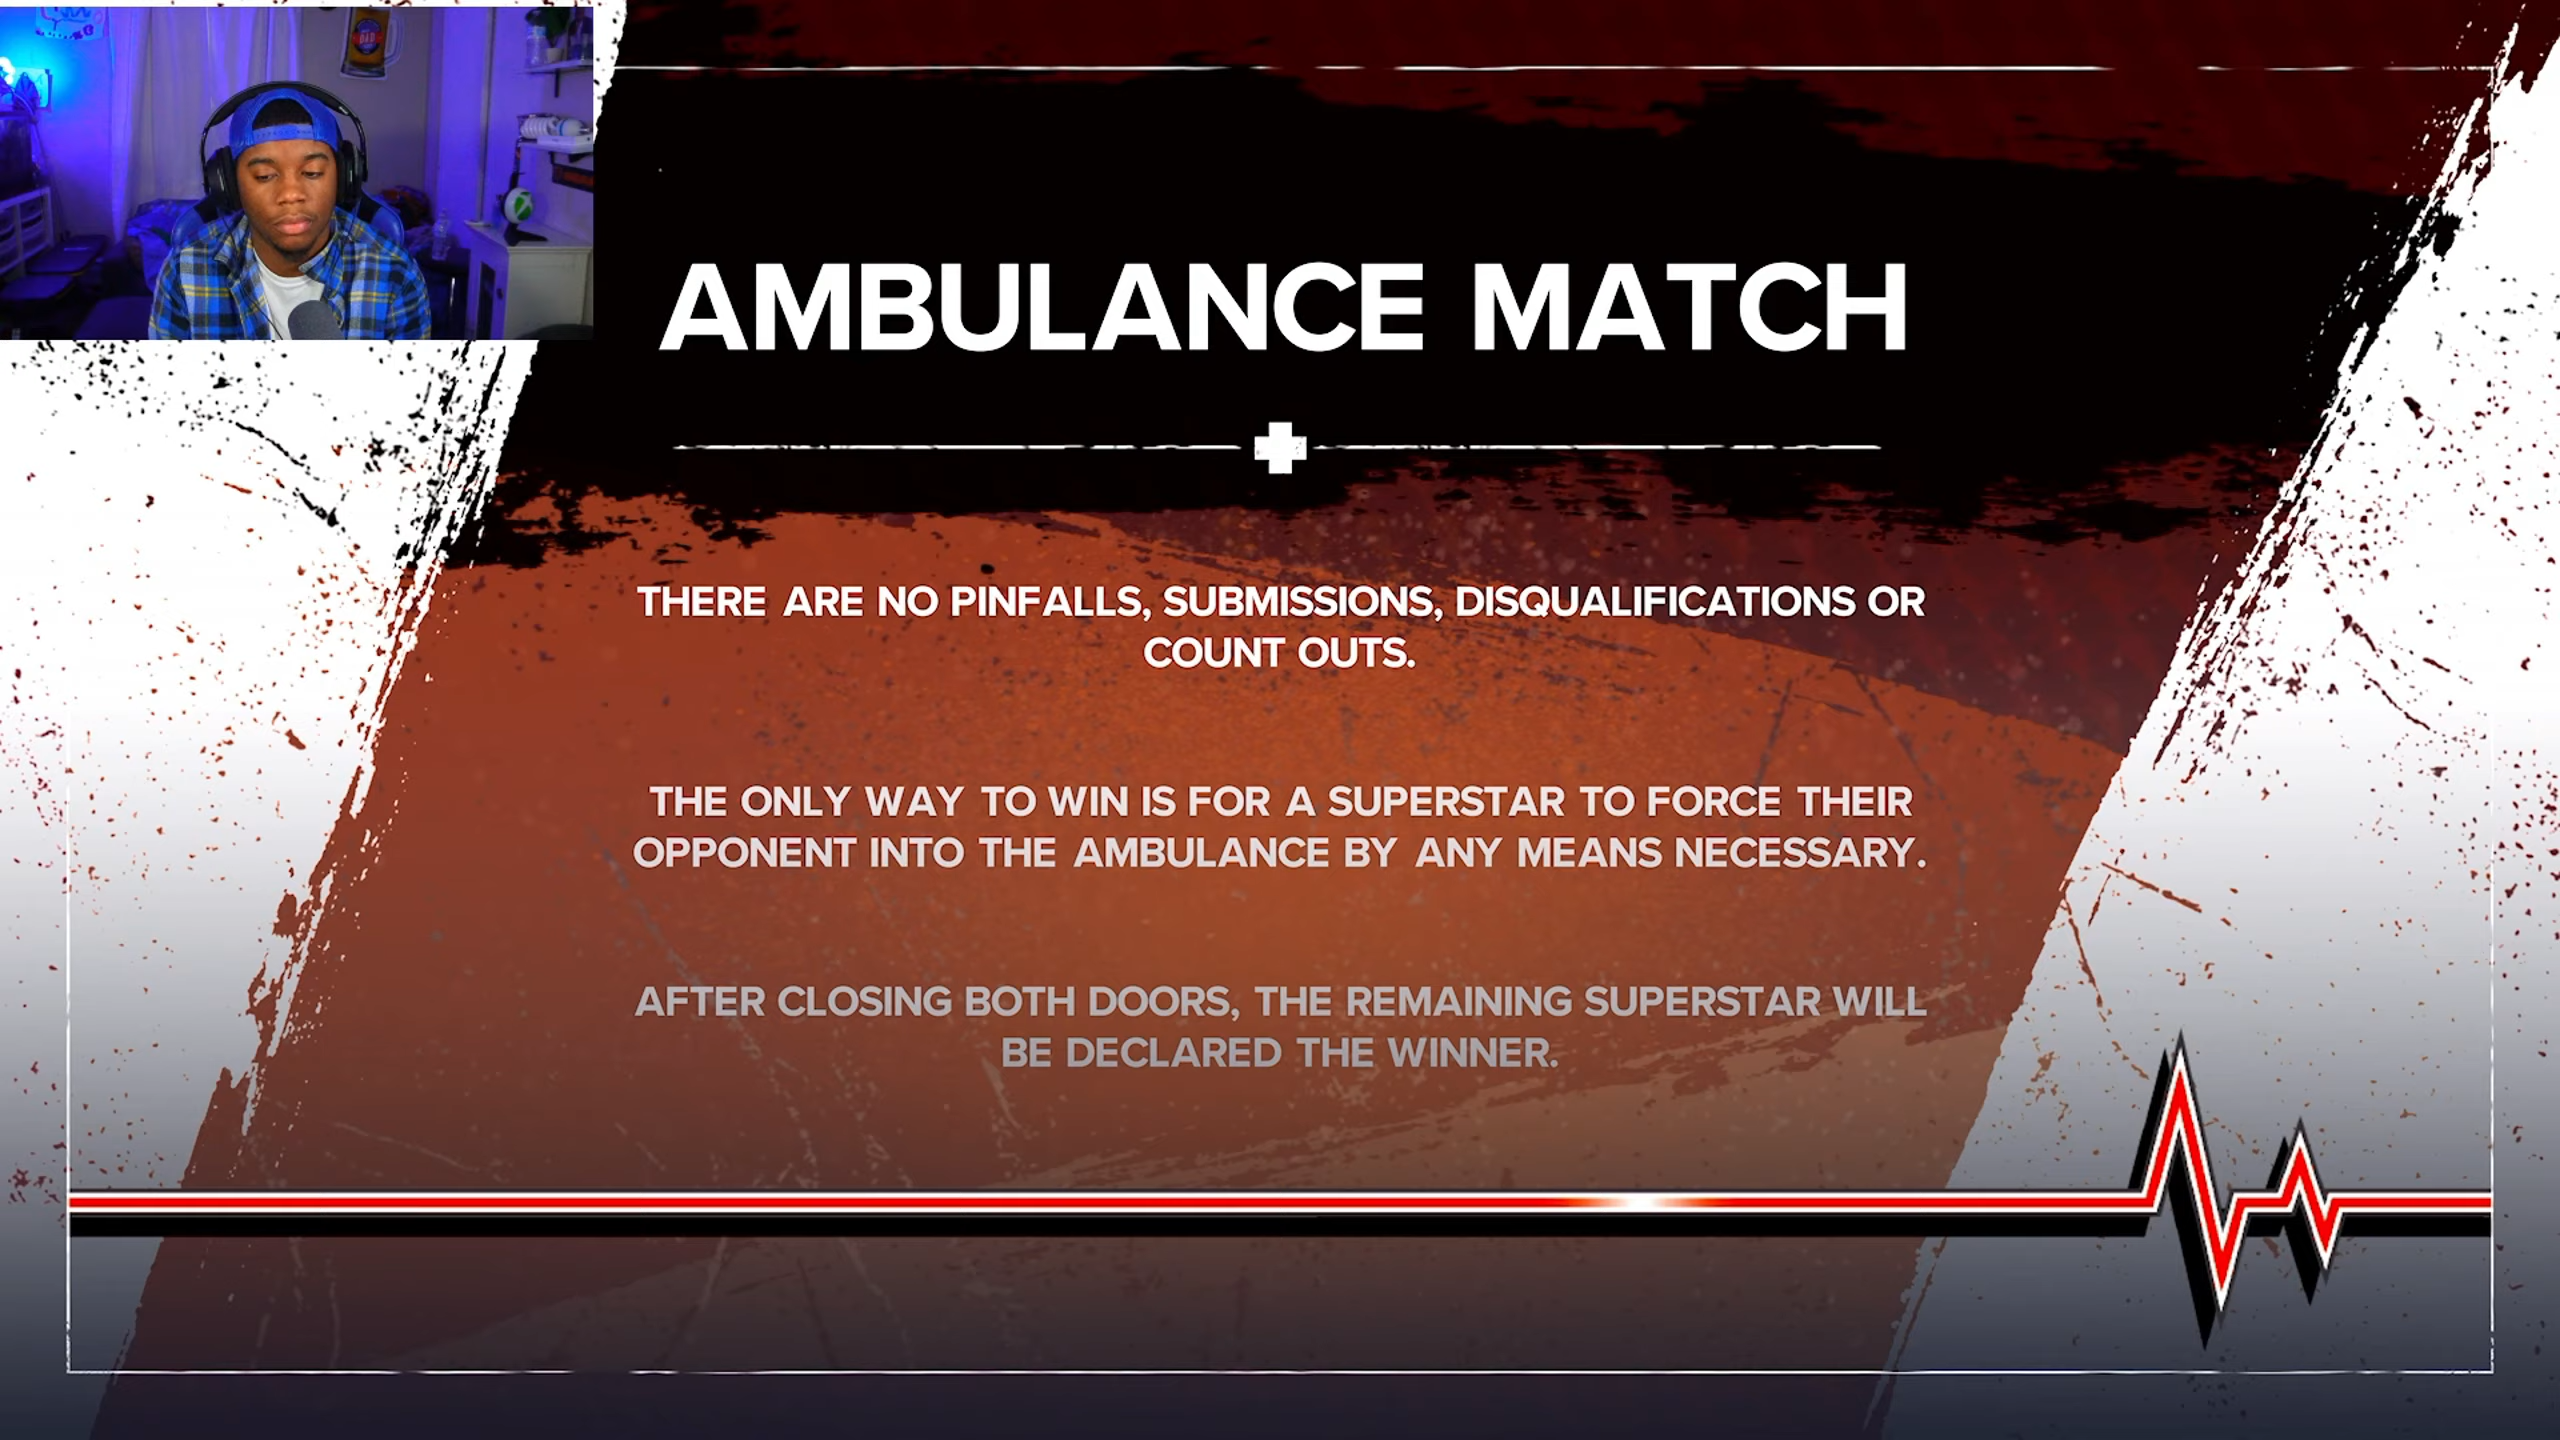 AMBULANCE MATCH
THERE ARE NO PINFALLS, SUBMISSIONS, DISQUALIFICATIONS OR
COUNT OUTS.
THE ONLY WAY TO WIN IS FOR A SUPERSTAR TO FORCE THEIR
OPPONENT INTO THE AMBULANCE BY ANY MEANS NECESSARY.
AFTER CLOSING BOTH DOORS, THE REMAINING SUPERSTAR WILL
BE DECLARED THE WINNER.